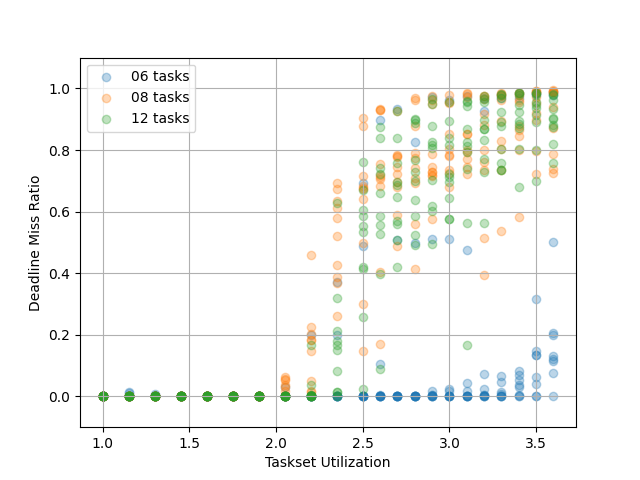 06 tasks
08 tasks
12 tasks
Deadline Miss Ratio
1.0
0.8
0.6
0.4
0.2
0.0
1.0 1.5 2.0 2.5 3.0 3.5
Taskset Utilization